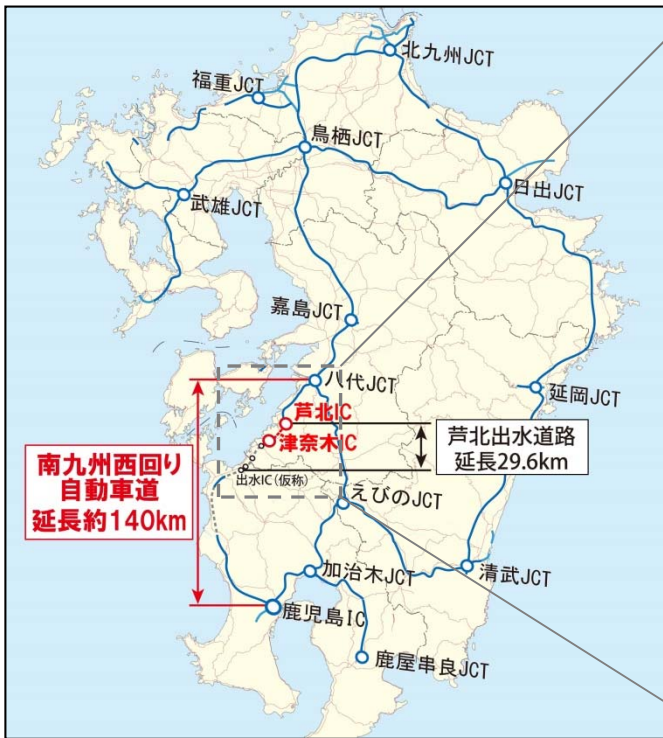 北九州JCT
福重JCT
鳥栖JCT
日出JCT
武雄JCT
嘉島JCT
八代JCT
延岡JCT
芦北IC
津奈木IC
芦北出水道路
延長29.6km
南九州西回り
自動車道
延長約140km
出水IC（仮称）
えびのJCT
清武JCT
加治木JCT
鹿児島IC
鹿屋串良JCT